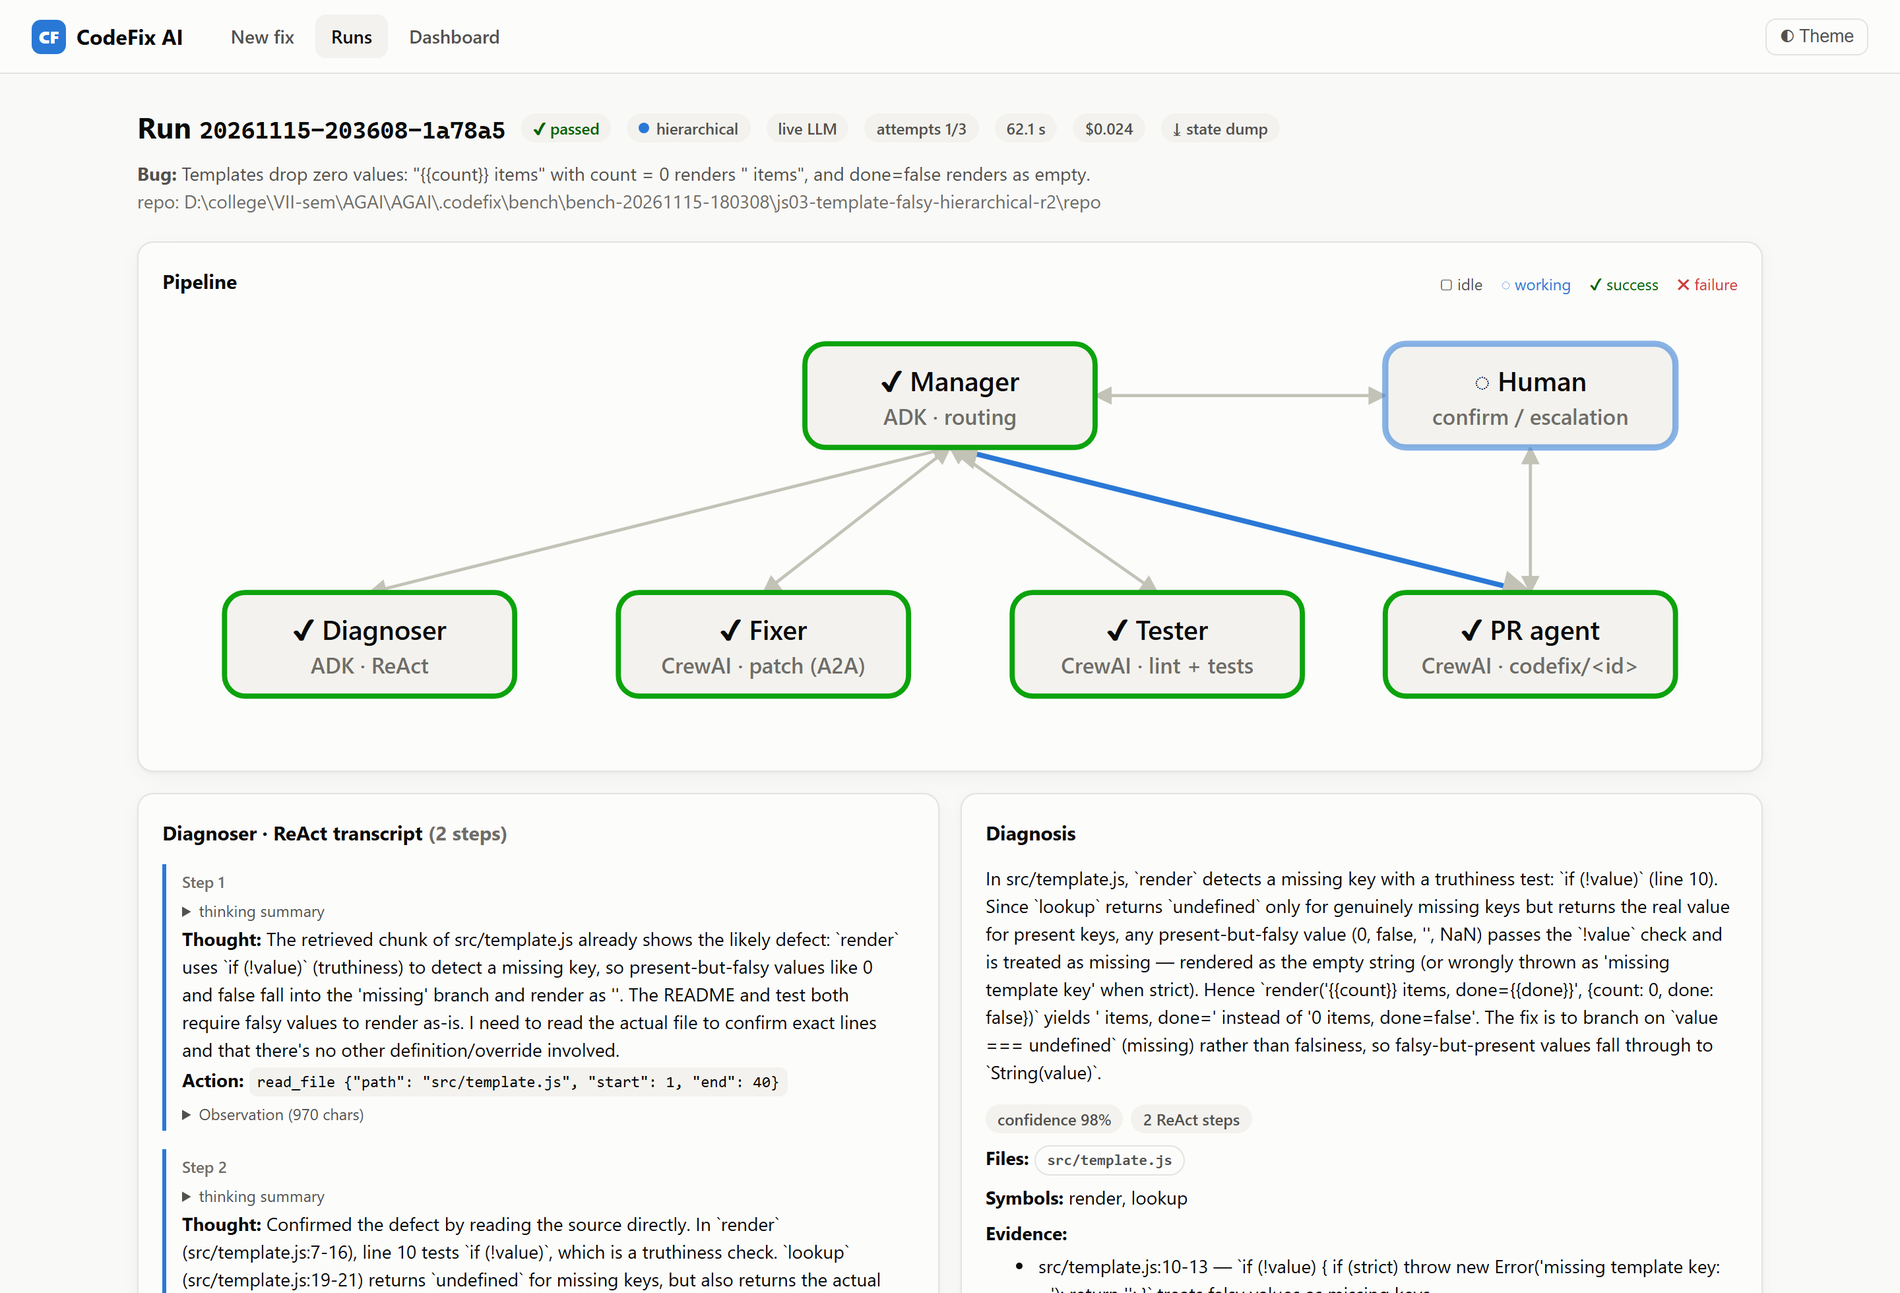 CF CodeFix AI New fix Runs Dashboard ◐ Theme
Run 20261115-203608-1a78a5 ✓ passed hierarchical live LLM attempts 1/3 62.1 s $0.024 ⤓ state dump
Bug: Templates drop zero values: "{{count}} items" with count = 0 renders " items", and done=false renders as empty.
repo: D:\college\VII-sem\AGAI\AGAI\.codefix\bench\bench-20261115-180308\js03-template-falsy-hierarchical-r2\repo
Pipeline
▢ idle ◌ working ✓ success ✕ failure
✓ Manager
ADK · routing
◌ Human
confirm / escalation
✓ Diagnoser
ADK · ReAct
✓ Fixer
CrewAI · patch (A2A)
✓ Tester
CrewAI · lint + tests
✓ PR agent
CrewAI · codefix/<id>
Diagnoser · ReAct transcript (2 steps)
Step 1
▶ thinking summary
Thought: The retrieved chunk of src/template.js already shows the likely defect: `render`
uses `if (!value)` (truthiness) to detect a missing key, so present-but-falsy values like 0
and false fall into the 'missing' branch and render as ''. The README and test both
require falsy values to render as-is. I need to read the actual file to confirm exact lines
and that there's no other definition/override involved.
Action: read_file {"path": "src/template.js", "start": 1, "end": 40}
▶ Observation (970 chars)
Step 2
▶ thinking summary
Thought: Confirmed the defect by reading the source directly. In `render`
(src/template.js:7-16), line 10 tests `if (!value)`, which is a truthiness check. `lookup`
(src/template.js:19-21) returns `undefined` for missing keys, but also returns the actual
Diagnosis
In src/template.js, `render` detects a missing key with a truthiness test: `if (!value)` (line 10).
Since `lookup` returns `undefined` only for genuinely missing keys but returns the real value
for present keys, any present-but-falsy value (0, false, '', NaN) passes the `!value` check and
is treated as missing — rendered as the empty string (or wrongly thrown as 'missing
template key' when strict). Hence `render('{{count}} items, done={{done}}', {count: 0, done:
false})` yields ' items, done=' instead of '0 items, done=false'. The fix is to branch on `value
=== undefined` (missing) rather than falsiness, so falsy-but-present values fall through to
`String(value)`.
confidence 98% 2 ReAct steps
Files: src/template.js
Symbols: render, lookup
Evidence:
• src/template.js:10-13 — `if (!value) { if (strict) throw new Error('missing template key: